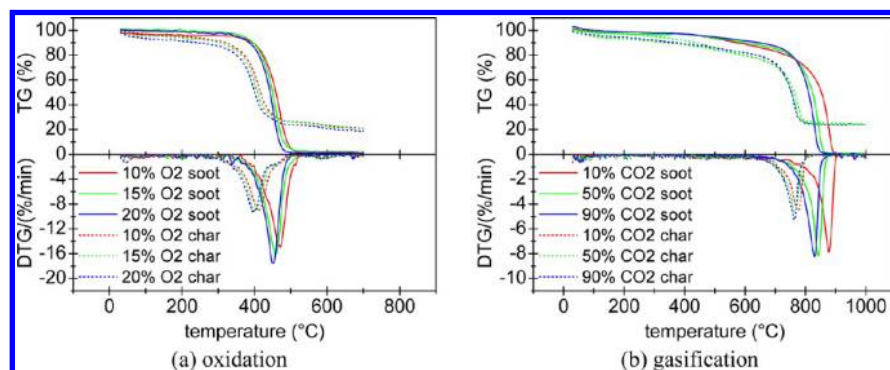 100
80
60
40
20
0
-4
-8
-12
-16
-20
TG (%)
DTG/(%/min)
10% O2 soot
15% O2 soot
20% O2 soot
10% O2 char
15% O2 char
20% O2 char
0 200 400 600 800
temperature (°C)
(a) oxidation
100
80
60
40
20
0
-2
-4
-6
-8
-10
TG (%)
DTG/(%/min)
10% CO2 soot
50% CO2 soot
90% CO2 soot
10% CO2 char
50% CO2 char
90% CO2 char
0 200 400 600 800 1000
temperature (°C)
(b) gasification